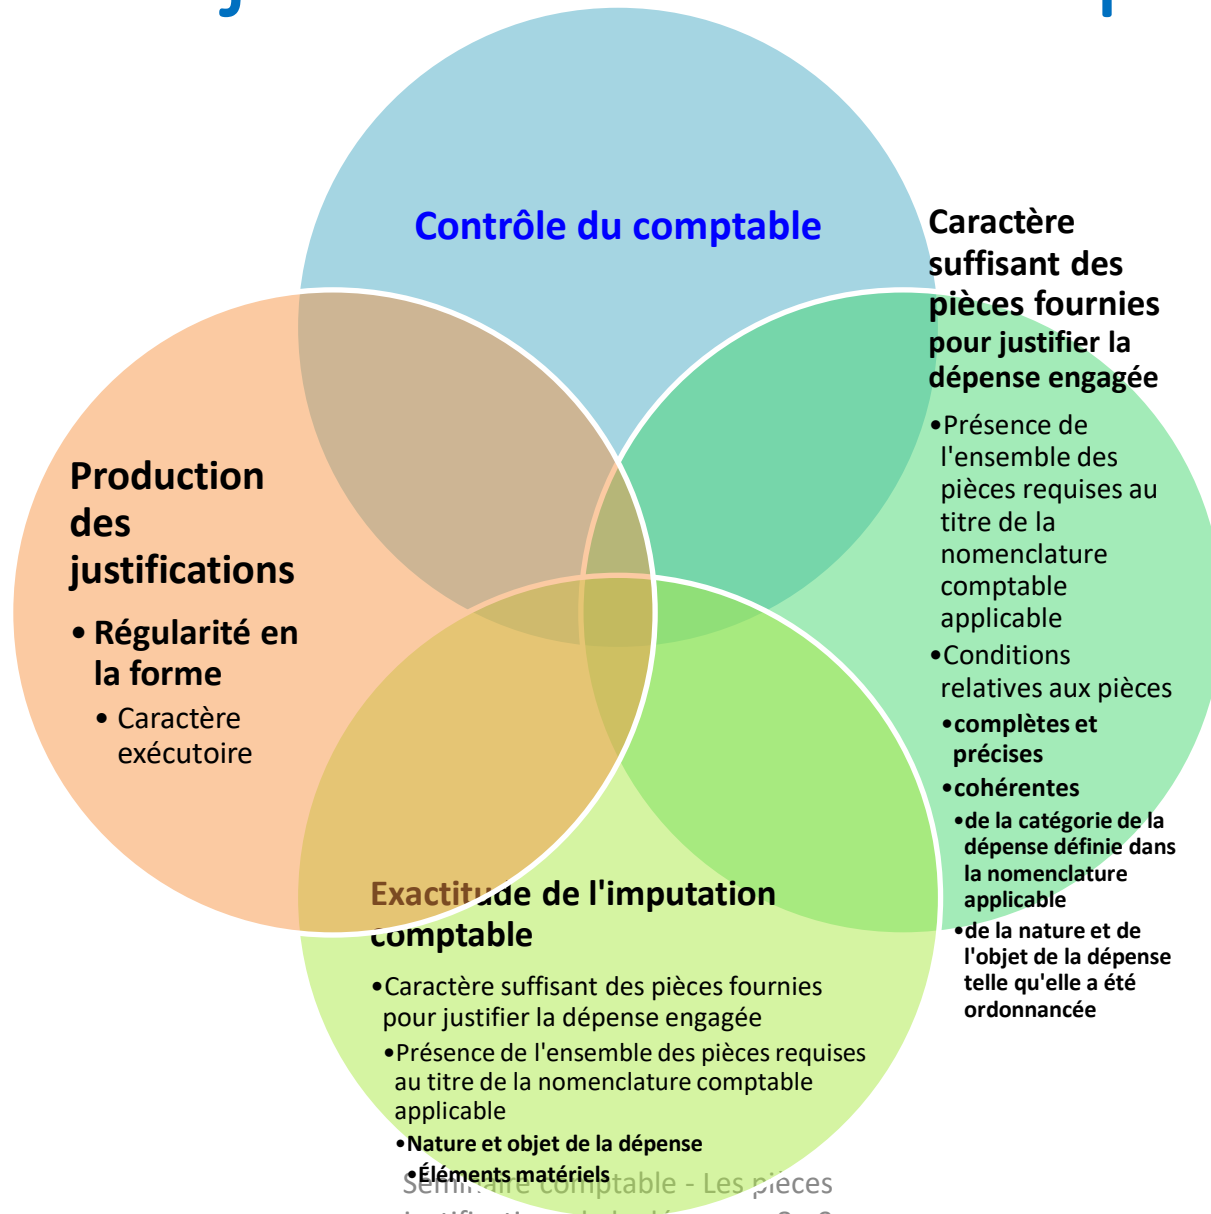 Contrôle du comptable
Caractère
suffisant des
pièces fournies
pour justifier la
dépense engagée
•Présence de
l'ensemble des
pièces requises au
titre de la
nomenclature
comptable
applicable
•Conditions
relatives aux pièces
•complètes et
précises
•cohérentes
•de la catégorie de la
dépense définie dans
la nomenclature
applicable
•de la nature et de
l'objet de la dépense
telle qu'elle a été
ordonnancée
Production
des
justifications
• Régularité en
la forme
• Caractère
exécutoire
Exactitude de l'imputation
comptable
•Caractère suffisant des pièces fournies
pour justifier la dépense engagée
•Présence de l'ensemble des pièces requises
au titre de la nomenclature comptable
applicable
•Nature et objet de la dépense
•Éléments matériels
Séminaire comptable - Les pièces